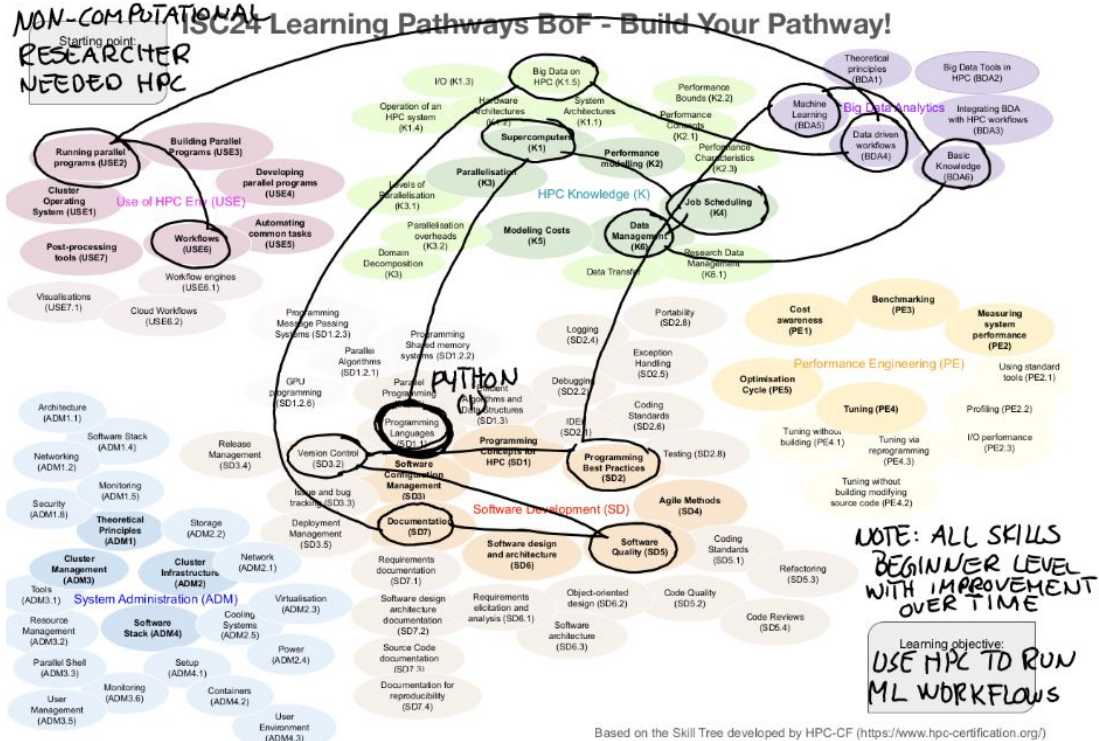 ISC24 Learning Pathways BoF - Build Your Pathway!
Starting point:
NON-COMPUTATIONAL
RESEARCHER
NEEDED HPC
Running parallel
programs (USE2)
Building Parallel
Programs (USE3)
Developing
parallel programs
(USE4)
Cluster
Operating
System (USE1)
Use of HPC Env (USE)
Automating
common tasks
(USE5)
Workflows
(USE6)
Post-processing
tools (USE7)
Workflow engines
(USE6.1)
Visualisations
(USE7.1)
Cloud Workflows
(USE6.2)
I/O (K1.3)
Big Data on
HPC (K1.5)
Operation of an
HPC system
(K1.4)
Hardware
Architectures
System
Architectures
(K1.1)
Performance
Bounds (K2.2)
Performance
Concepts
(K2.1)
Supercomputers
(K1)
Performance
modelling (K2)
Performance
Characteristics
(K2.3)
Parallelisation
(K3)
HPC Knowledge (K)
Levels of
Parallelisation
(K3.1)
Job Scheduling
(K4)
Parallelisation
overheads
(K3.2)
Modeling Costs
(K5)
Data
Management
(K6)
Domain
Decomposition
(K3)
Data Transfer
Research Data
Management
(K6.1)
Theoretical
principles
(BDA1)
Big Data Tools in
HPC (BDA2)
Machine
Learning
(BDA5)
Big Data Analytics
Integrating BDA
with HPC workflows
(BDA3)
Data driven
workflows
(BDA4)
Basic
Knowledge
(BDA6)
Programming
Message Passing
Systems (SD1.2.3)
Programming
Shared memory
systems (SD1.2.2)
Parallel
Algorithms
(SD1.2.1)
GPU
programming
(SD1.2.6)
Parallel
Programming
PYTHON
(1)
Efficient
Algorithms and
Data Structures
(SD1.3)
Logging
(SD2.4)
Portability
(SD2.8)
Exception
Handling
(SD2.5)
Debugging
(SD2.2)
Coding
Standards
(SD2.6)
IDEs
(SD2.1)
Testing (SD2.8)
Programming
Languages
(SD1.1)
Programming
Concepts for
HPC (SD1)
Programming
Best Practices
(SD2)
Release
Management
(SD3.4)
Version Control
(SD3.2)
Software
Configuration
Management
(SD3)
Issue and bug
tracking (SD3.3)
Software Development (SD)
Agile Methods
(SD4)
Deployment
Management
(SD3.5)
Documentation
(SD7)
Software design
and architecture
(SD6)
Software
Quality (SD5)
Coding
Standards
(SD5.1)
Refactoring
(SD5.3)
Requirements
documentation
(SD7.1)
Software design
architecture
documentation
(SD7.2)
Requirements
elicitation and
analysis (SD6.1)
Object-oriented
design (SD6.2)
Code Quality
(SD5.2)
Code Reviews
(SD5.4)
Software
architecture
(SD6.3)
Source Code
documentation
(SD7.3)
Documentation for
reproducibility
(SD7.4)
Cost
awareness
(PE1)
Benchmarking
(PE3)
Measuring
system
performance
(PE2)
Performance Engineering (PE)
Using standard
tools (PE2.1)
Optimisation
Cycle (PE5)
Tuning (PE4)
Profiling (PE2.2)
Tuning without
building (PE4.1)
Tuning via
reprogramming
(PE4.3)
I/O performance
(PE2.3)
Tuning without
building modifying
source code (PE4.2)
Architecture
(ADM1.1)
Software Stack
(ADM1.4)
Networking
(ADM1.2)
Monitoring
(ADM1.5)
Security
(ADM1.8)
Theoretical
Principles
(ADM1)
Storage
(ADM2.2)
Cluster
Management
(ADM3)
Cluster
Infrastructure
(ADM2)
Network
(ADM2.1)
Tools
(ADM3.1)
System Administration (ADM)
Virtualisation
(ADM2.3)
Resource
Management
(ADM3.2)
Software
Stack (ADM4)
Cooling
Systems
(ADM2.5)
Power
(ADM2.4)
Parallel Shell
(ADM3.3)
Setup
(ADM4.1)
Monitoring
(ADM3.6)
Containers
(ADM4.2)
User
Management
(ADM3.5)
User
Environment
(ADM4.3)
NOTE: ALL SKILLS
BEGINNER LEVEL
WITH IMPROVEMENT
OVER TIME
Learning objective:
USE HPC TO RUN
ML WORKFLOWS
Based on the Skill Tree developed by HPC-CF (https://www.hpc-certification.org/)